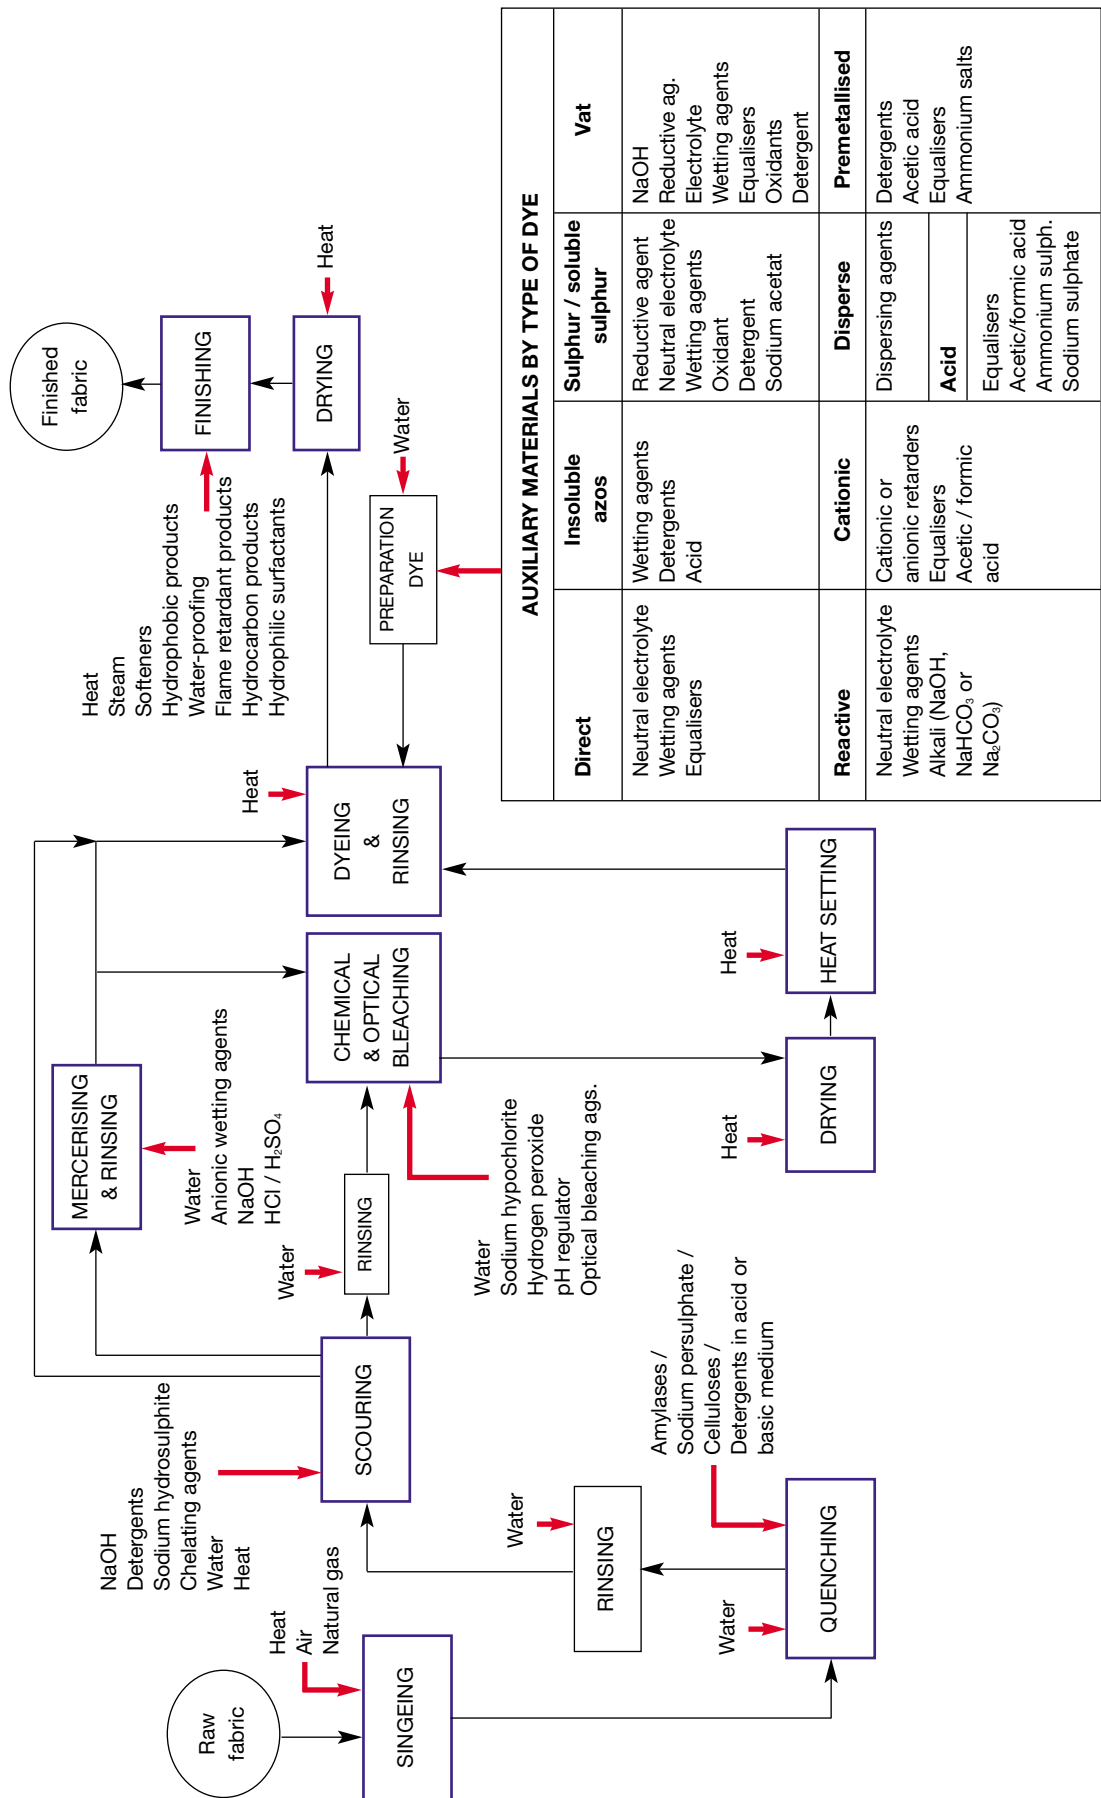 Raw
fabric
Heat
Air
Natural gas
SINGEING
Water
Amylases /
Sodium persulphate /
Celluloses /
Detergents in acid or
basic medium
QUENCHING
Water
RINSING
NaOH
Detergents
Sodium hydrosulphite
Chelating agents
Water
Heat
SCOURING
Water
RINSING
MERCERISING
& RINSING
Water
Anionic wetting agents
NaOH
HCl / H₂SO₄
CHEMICAL
& OPTICAL
BLEACHING
Water
Sodium hypochlorite
Hydrogen peroxide
pH regulator
Optical bleaching ags.
Heat
DRYING
Heat
HEAT SETTING
Heat
DYEING
&
RINSING
PREPARATION
DYE
Water
Heat
DRYING
Heat
Steam
Softeners
Hydrophobic products
Water-proofing
Flame retardant products
Hydrocarbon products
Hydrophilic surfactants
FINISHING
Finished
fabric
AUXILIARY MATERIALS BY TYPE OF DYE
Direct
Neutral electrolyte
Wetting agents
Equalisers
Insoluble
azos
Wetting agents
Detergents
Acid
Sulphur / soluble
sulphur
Reductive agent
Neutral electrolyte
Wetting agents
Oxidant
Detergent
Sodium acetat
Vat
NaOH
Reductive ag.
Electrolyte
Wetting agents
Equalisers
Oxidants
Detergent
Reactive
Neutral electrolyte
Wetting agents
Alkali (NaOH,
NaHCO₃ or
Na₂CO₃)
Cationic
Cationic or
anionic retarders
Equalisers
Acetic / formic
acid
Disperse
Dispersing agents
Acid
Equalisers
Acetic/formic acid
Ammonium sulph.
Sodium sulphate
Premetallised
Detergents
Acetic acid
Equalisers
Ammonium salts